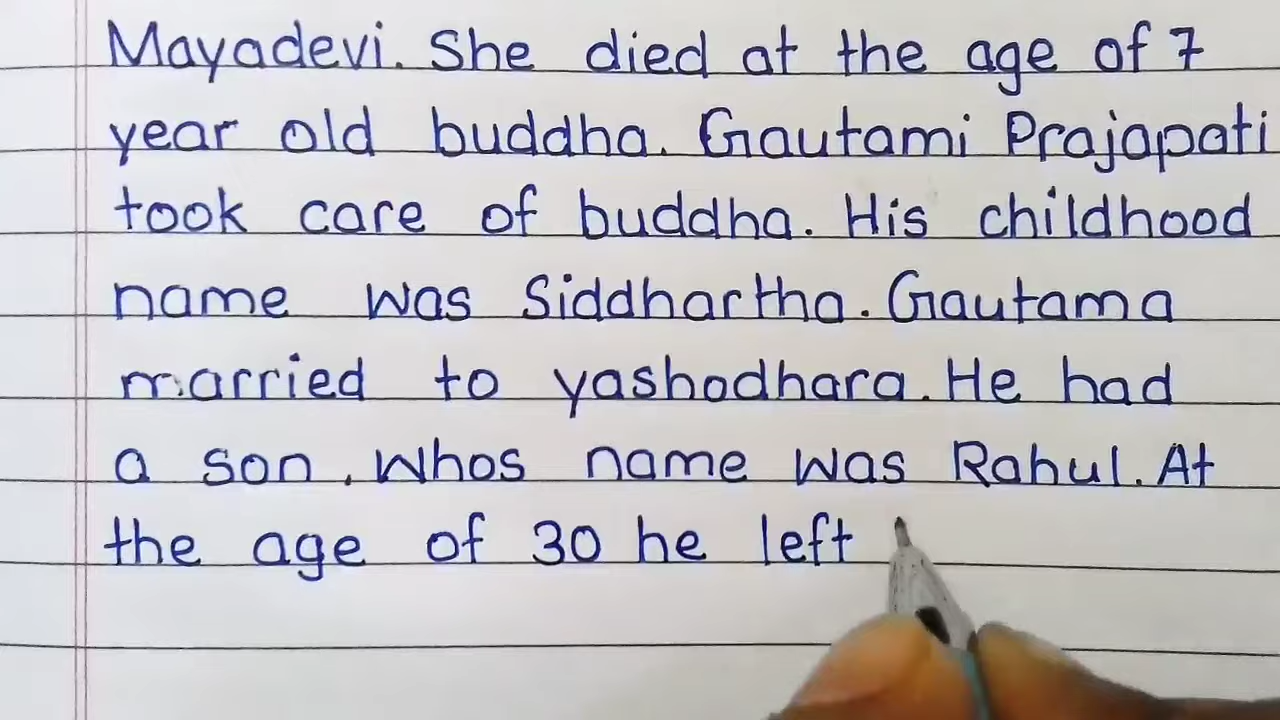 Mayadevi. She died at the age of 7
year old buddha. Gautami Prajapati
took care of buddha. His childhood
name was Siddhartha. Gautama
married to yashodhara. He had
a son, Whos name was Rahul. At
the age of 30 he left